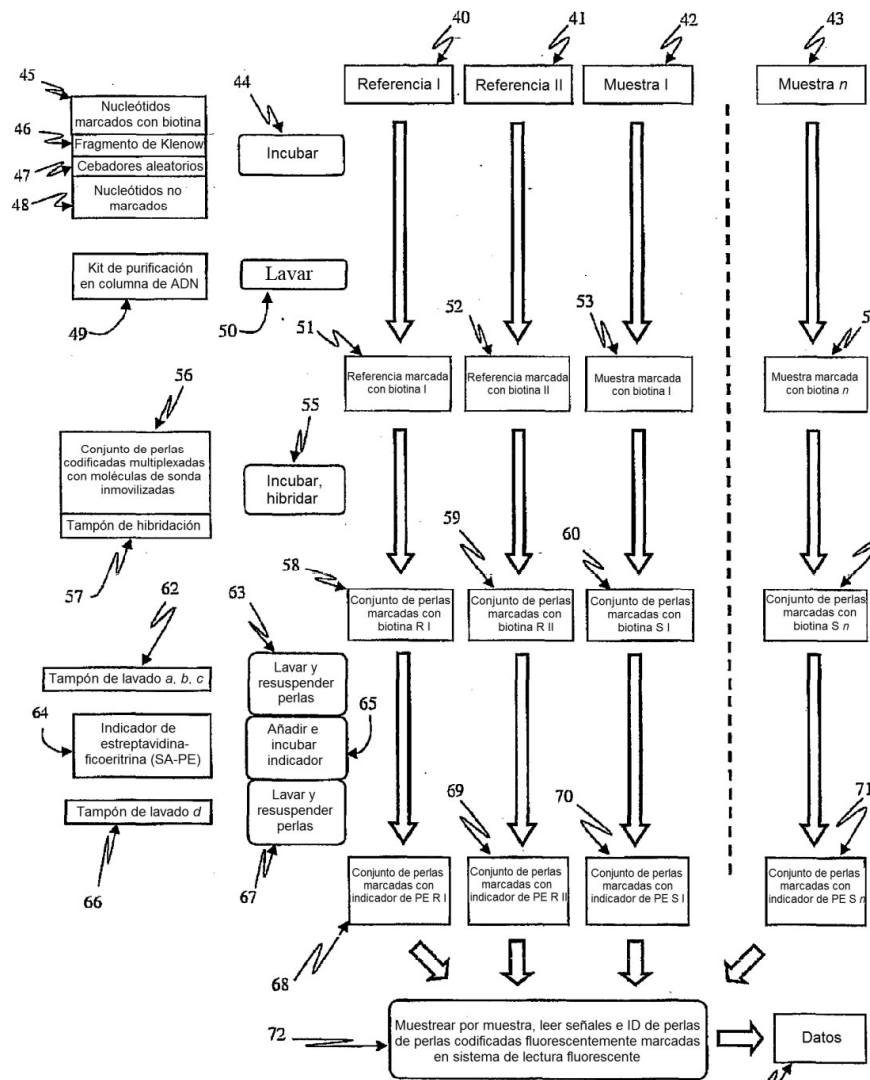 40
41
42
43
Referencia I
Referencia II
Muestra I
Muestra n
45
Nucleótidos
marcados con biotina
46
Fragmento de Klenow
47
Cebadores aleatorios
48
Nucleótidos no
marcados
44
Incubar
Kit de purificación
en columna de ADN
49
Lavar
50
51
52
53
Referencia marcada
con biotina I
Referencia marcada
con biotina II
Muestra marcada
con biotina I
Muestra marcada
con biotina n
56
Conjunto de perlas
codificadas multiplexadas
con moléculas de sonda
inmovilizadas
Tampón de hibridación
57
55
Incubar,
hibridar
58
59
60
Conjunto de perlas
marcadas con
biotina R I
Conjunto de perlas
marcadas con
biotina R II
Conjunto de perlas
marcadas con
biotina S I
Conjunto de perlas
marcadas con
biotina S n
62
Tampón de lavado a, b, c
63
Lavar y
resuspender
perlas
64
Indicador de
estreptavidina-
ficoeritrina (SA-PE)
65
Añadir e
incubar
indicador
Tampón de lavado d
66
Lavar y
resuspender
perlas
67
69
70
71
Conjunto de perlas
marcadas con
indicador de PE R I
Conjunto de perlas
marcadas con
indicador de PE R II
Conjunto de perlas
marcadas con
indicador de PE S I
Conjunto de perlas
marcadas con
indicador de PE S n
68
72
Muestrear por muestra, leer señales e ID de perlas
de perlas codificadas fluorescentemente marcadas
en sistema de lectura fluorescente
Datos